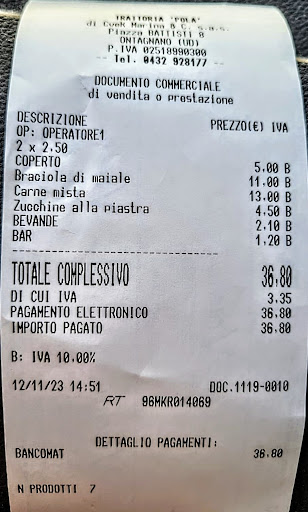 TRATTORIA "POLA"
di Cvek Marino & C. s.a.s.
Piazza BATTISTI 8
ONTAGNANO (UD)
P.IVA 02518990300
-- Tel. 0432 928177 --
DOCUMENTO COMMERCIALE
di vendita o prestazione
DESCRIZIONE PREZZO(€) IVA
OP: OPERATORE1
2 x 2.50
COPERTO 5.00 B
Braciola di maiale 11.00 B
Carne mista 13.00 B
Zucchine alla piastra 4.50 B
BEVANDE 2.10 B
BAR 1.20 B
TOTALE COMPLESSIVO 36.80
DI CUI IVA 3.35
PAGAMENTO ELETTRONICO 36.80
IMPORTO PAGATO 36.80
B: IVA 10.00%
12/11/23 14:51 DOC.1119-0010
RT 96MKR014069
DETTAGLIO PAGAMENTI:
BANCOMAT 36.80
N PRODOTTI 7